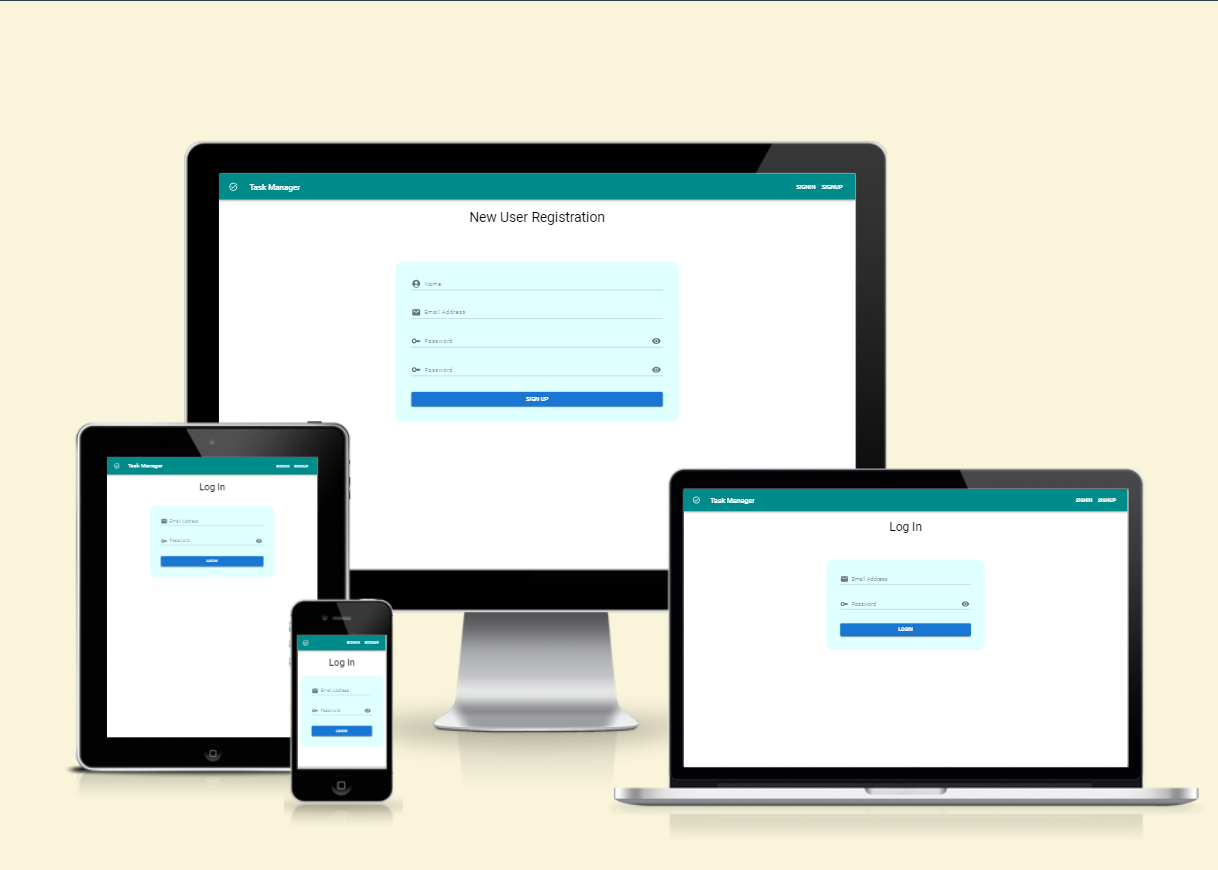 Task Manager
SIGNIN SIGNUP
New User Registration
Name
Email Address
Password
Password
SIGN UP
Task Manager
SIGNIN SIGNUP
Log In
Email Address
Password
LOGIN
SIGNIN SIGNUP
Log In
Email Address
Password
LOGIN
Task Manager
SIGNIN SIGNUP
Log In
Email Address
Password
LOGIN